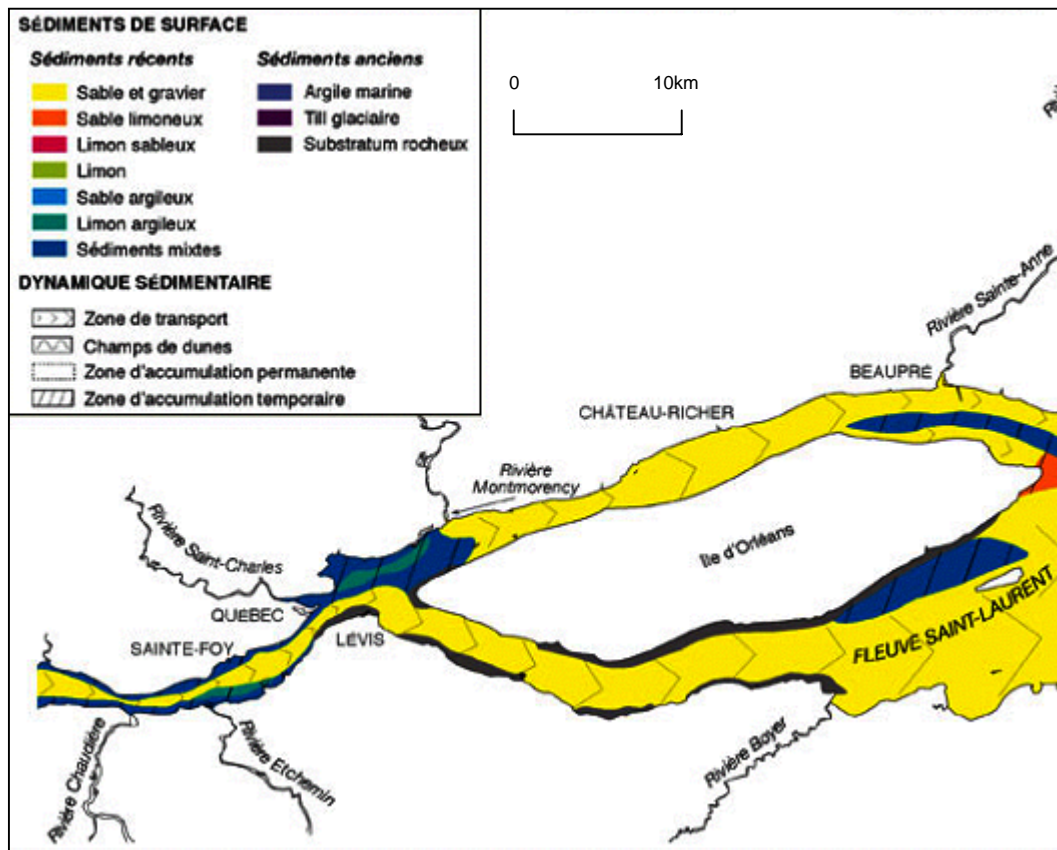 SÉDIMENTS DE SURFACE
Sédiments récents
Sable et gravier
Sable limoneux
Limon sableux
Limon
Sable argileux
Limon argileux
Sédiments mixtes
Sédiments anciens
Argile marine
Till glaciaire
Substratum rocheux
DYNAMIQUE SÉDIMENTAIRE
Zone de transport
Champs de dunes
Zone d'accumulation permanente
Zone d'accumulation temporaire
0 10km
Rivière Sainte-Anne
BEAUPRÉ
CHÂTEAU-RICHER
Rivière
Montmorency
Rivière Saint-Charles
Île d'Orléans
QUÉBEC
SAINTE-FOY
LÉVIS
FLEUVE SAINT-LAURENT
Rivière Chaudière
Rivière Etchemin
Rivière Boyer